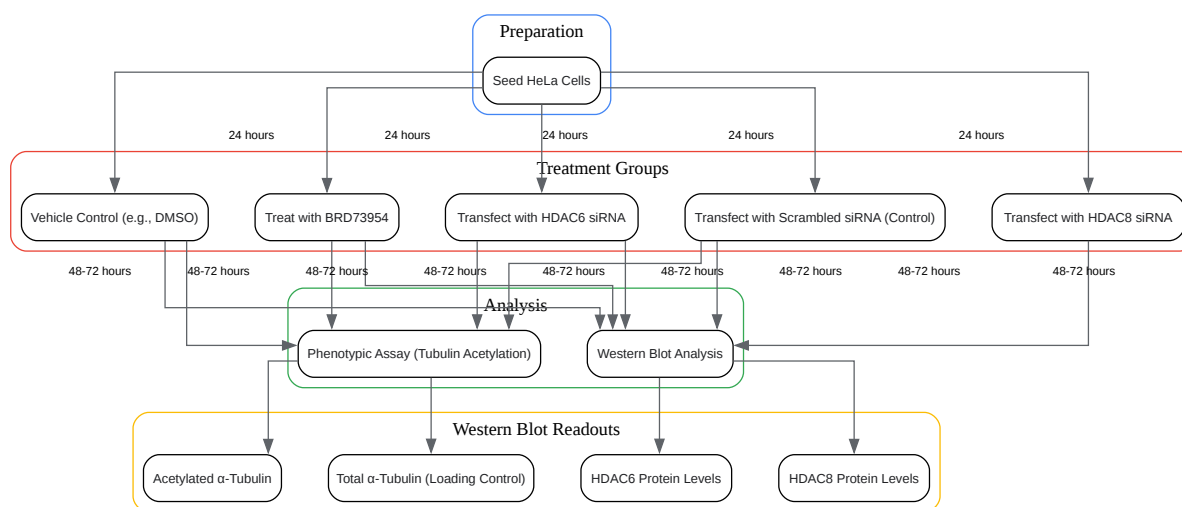 Preparation
Seed HeLa Cells
24 hours
24 hours
24 hours
24 hours
24 hours
Treatment Groups
Vehicle Control (e.g., DMSO)
Treat with BRD73954
Transfect with HDAC6 siRNA
Transfect with Scrambled siRNA (Control)
Transfect with HDAC8 siRNA
48-72 hours
48-72 hours
48-72 hours
48-72 hours
48-72 hours
48-72 hours
48-72 hours
48-72 hours
48-72 hours
Analysis
Phenotypic Assay (Tubulin Acetylation)
Western Blot Analysis
Western Blot Readouts
Acetylated α-Tubulin
Total α-Tubulin (Loading Control)
HDAC6 Protein Levels
HDAC8 Protein Levels